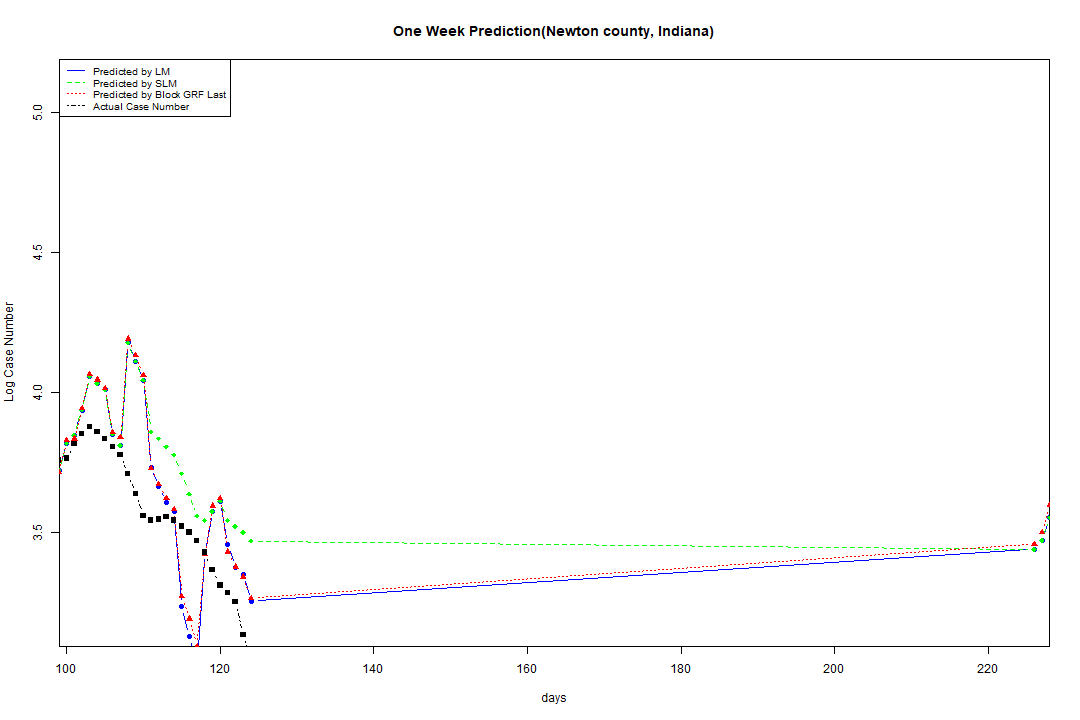 One Week Prediction(Newton county, Indiana)
Predicted by LM
Predicted by SLM
Predicted by Block GRF Last
Actual Case Number
5.0
4.5
4.0
3.5
Log Case Number
100 120 140 160 180 200 220
days